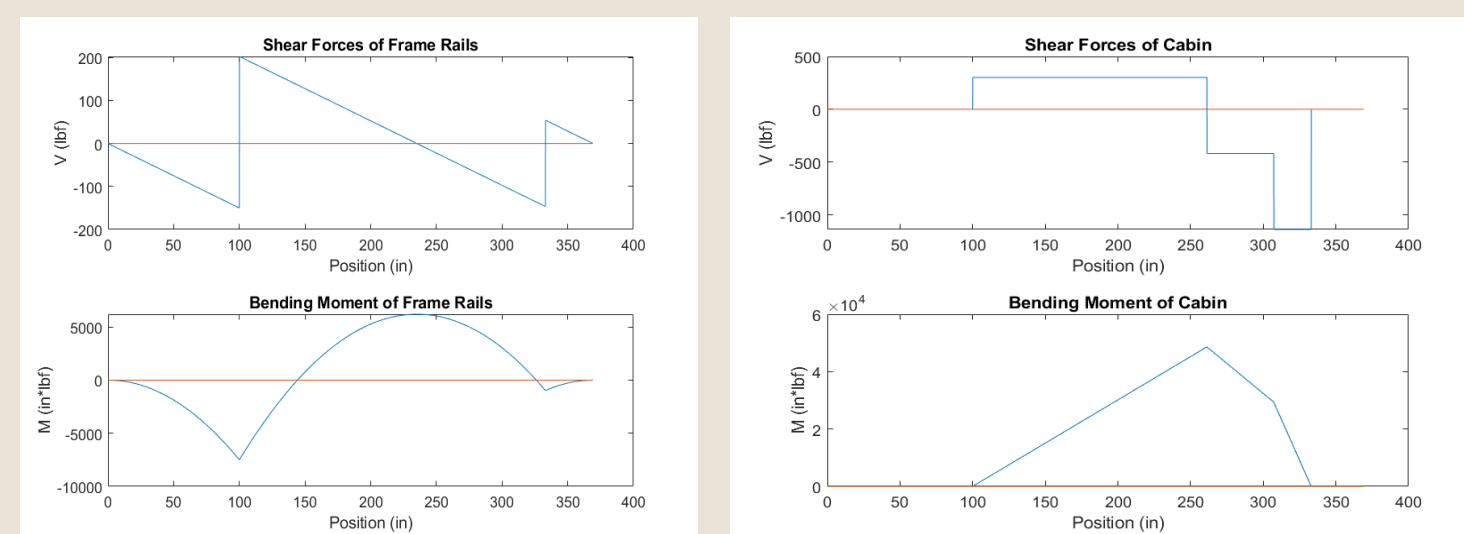 Shear Forces of Frame Rails
200
100
0
-100
-200
V (lbf)
0 50 100 150 200 250 300 350 400
Position (in)
Bending Moment of Frame Rails
5000
0
-5000
-10000
M (in*lbf)
0 50 100 150 200 250 300 350 400
Position (in)
Shear Forces of Cabin
500
0
-500
-1000
V (lbf)
0 50 100 150 200 250 300 350 400
Position (in)
×10⁴
Bending Moment of Cabin
6
4
2
0
M (in*lbf)
0 50 100 150 200 250 300 350 400
Position (in)